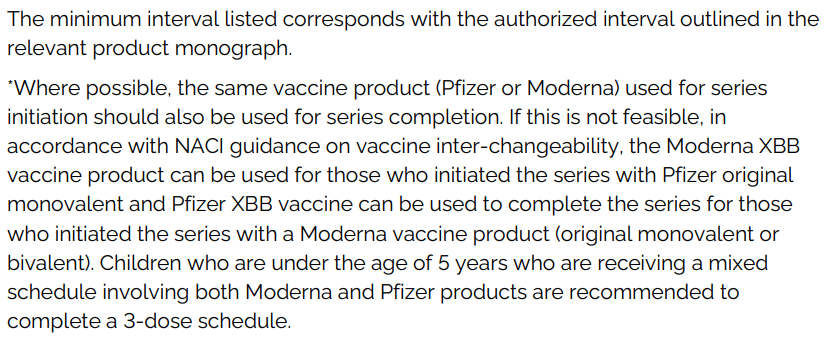 The minimum interval listed corresponds with the authorized interval outlined in the
relevant product monograph.
*Where possible, the same vaccine product (Pfizer or Moderna) used for series
initiation should also be used for series completion. If this is not feasible, in
accordance with NACI guidance on vaccine inter-changeability, the Moderna XBB
vaccine product can be used for those who initiated the series with Pfizer original
monovalent and Pfizer XBB vaccine can be used to complete the series for those
who initiated the series with a Moderna vaccine product (original monovalent or
bivalent). Children who are under the age of 5 years who are receiving a mixed
schedule involving both Moderna and Pfizer products are recommended to
complete a 3-dose schedule.